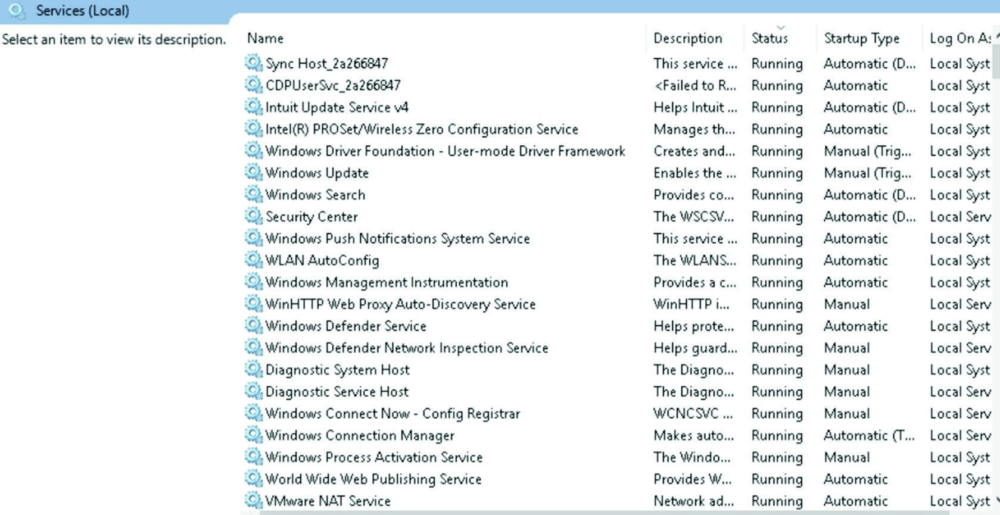 Services (Local)
Select an item to view its description.
Name Description Status Startup Type Log On As
Sync Host_2a266847 This service ... Running Automatic (D... Local Syst
CDPUserSvc_2a266847 <Failed to R... Running Automatic Local Syst
Intuit Update Service v4 Helps Intuit ... Running Automatic (D... Local Syst
Intel(R) PROSet/Wireless Zero Configuration Service Manages th... Running Automatic Local Syst
Windows Driver Foundation - User-mode Driver Framework Creates and... Running Manual (Trig... Local Syst
Windows Update Enables the ... Running Manual (Trig... Local Syst
Windows Search Provides co... Running Automatic (D... Local Syst
Security Center The WSCSV... Running Automatic (D... Local Serv
Windows Push Notifications System Service This service ... Running Automatic Local Syst
WLAN AutoConfig The WLANS... Running Automatic Local Syst
Windows Management Instrumentation Provides a c... Running Automatic Local Syst
WinHTTP Web Proxy Auto-Discovery Service WinHTTP i... Running Manual Local Serv
Windows Defender Service Helps prote... Running Automatic Local Syst
Windows Defender Network Inspection Service Helps guard... Running Manual Local Serv
Diagnostic System Host The Diagno... Running Manual Local Syst
Diagnostic Service Host The Diagno... Running Manual Local Serv
Windows Connect Now - Config Registrar WCNCSVC ... Running Manual Local Serv
Windows Connection Manager Makes auto... Running Automatic (T... Local Serv
Windows Process Activation Service The Windo... Running Manual Local Syst
World Wide Web Publishing Service Provides W... Running Automatic Local Syst
VMware NAT Service Network ad... Running Automatic Local Syst